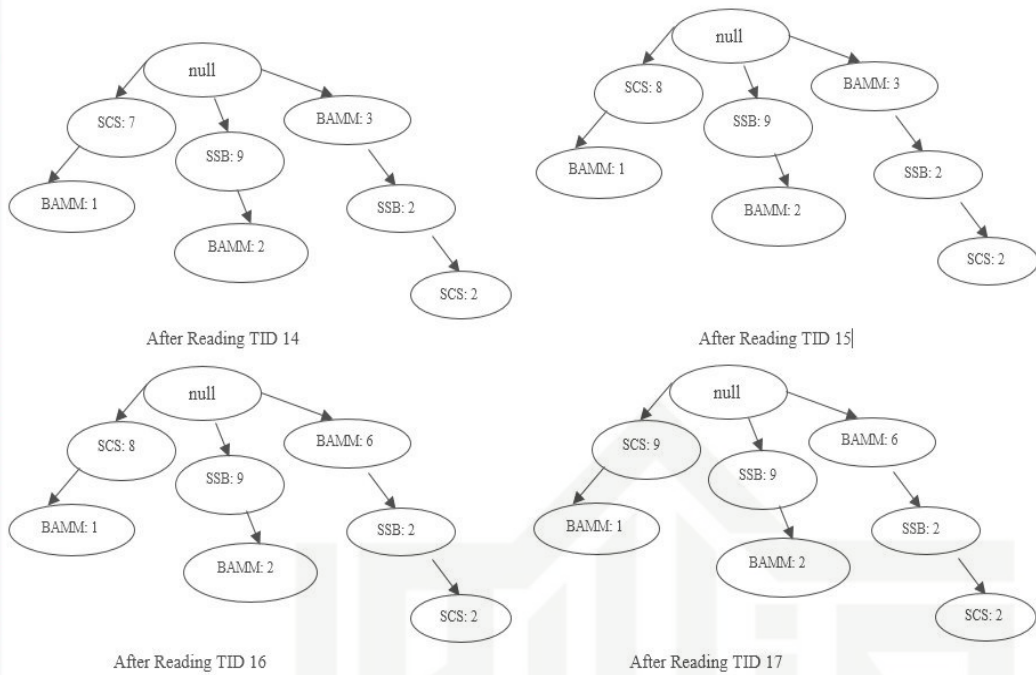 null
SCS: 7
BAMM: 3
SSB: 9
BAMM: 1
SSB: 2
BAMM: 2
SCS: 2
After Reading TID 14
null
SCS: 8
BAMM: 3
SSB: 9
BAMM: 1
SSB: 2
BAMM: 2
SCS: 2
After Reading TID 15
null
SCS: 8
BAMM: 6
SSB: 9
BAMM: 1
SSB: 2
BAMM: 2
SCS: 2
After Reading TID 16
null
SCS: 9
BAMM: 6
SSB: 9
BAMM: 1
SSB: 2
BAMM: 2
SCS: 2
After Reading TID 17